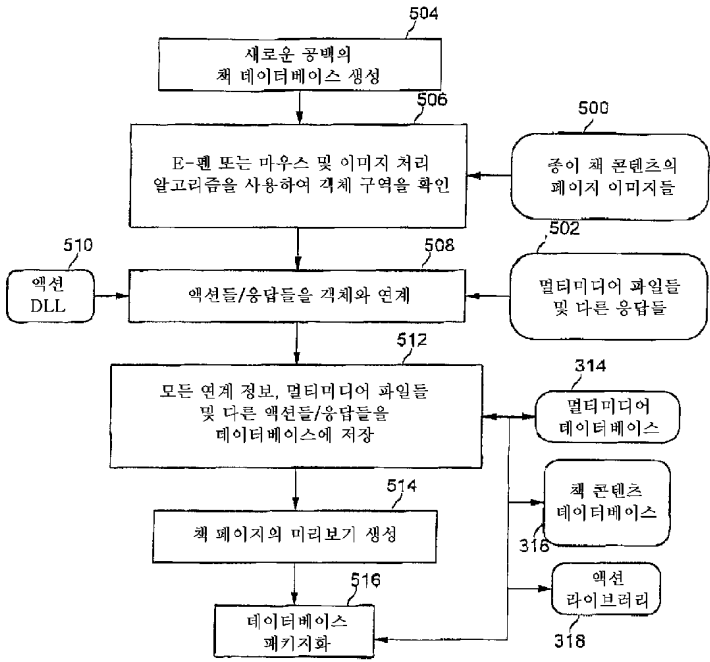 504
새로운 공백의
책 데이터베이스 생성
506
E-펜 또는 마우스 및 이미지 처리
알고리즘을 사용하여 객체 구역을 확인
500
종이 책 콘텐츠의
페이지 이미지들
510
액션
DLL
508
액션들/응답들을 객체와 연계
502
멀티미디어 파일들
및 다른 응답들
512
모든 연계 정보, 멀티미디어 파일들
및 다른 액션들/응답들을
데이터베이스에 저장
314
멀티미디어
데이터베이스
514
책 페이지의 미리보기 생성
책 콘텐츠
데이터베이스
316
516
데이터베이스
패키지화
액션
라이브러리
318